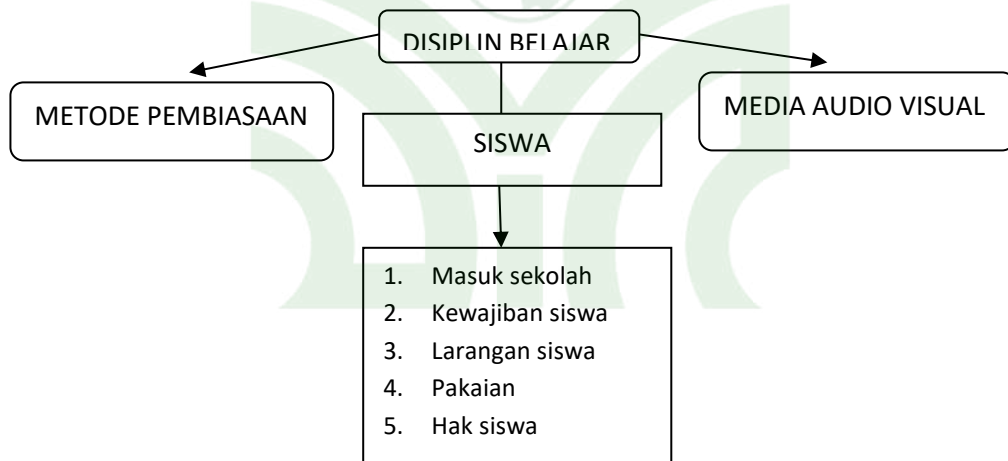 DISIPLIN BELAJAR
METODE PEMBIASAAN
MEDIA AUDIO VISUAL
SISWA
1. Masuk sekolah
2. Kewajiban siswa
3. Larangan siswa
4. Pakaian
5. Hak siswa